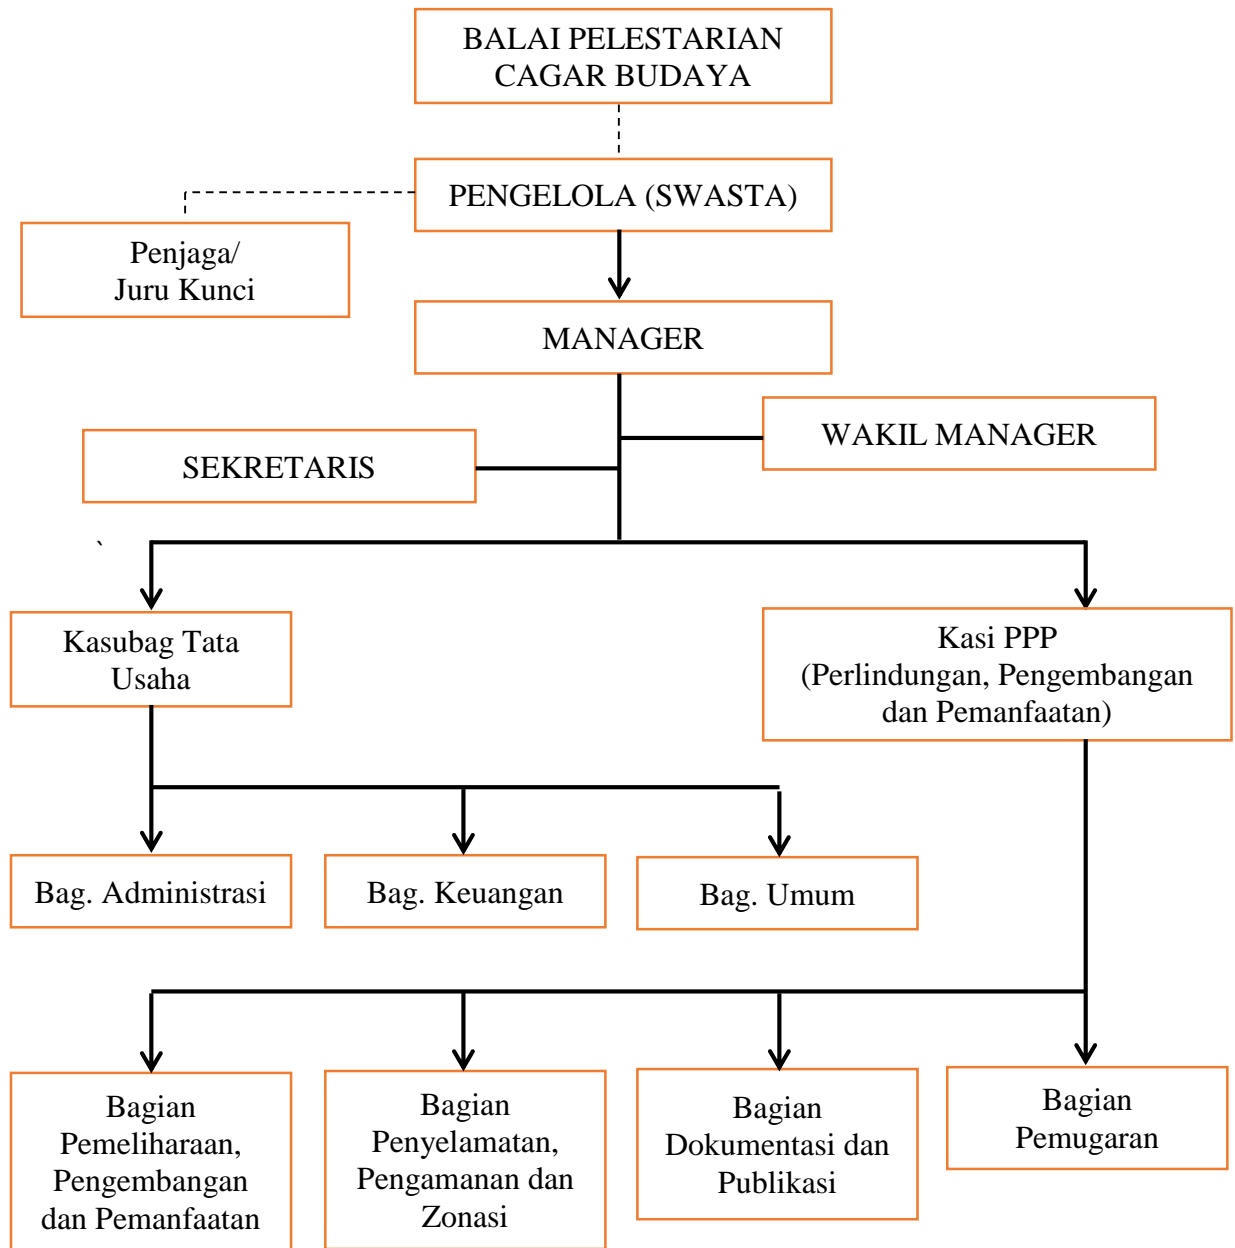 BALAI PELESTARIAN
CAGAR BUDAYA
PENGELOLA (SWASTA)
Penjaga/
Juru Kunci
MANAGER
WAKIL MANAGER
SEKRETARIS
`
Kasubag Tata
Usaha
Kasi PPP
(Perlindungan, Pengembangan
dan Pemanfaatan)
Bag. Administrasi
Bag. Keuangan
Bag. Umum
Bagian
Pemeliharaan,
Pengembangan
dan Pemanfaatan
Bagian
Penyelamatan,
Pengamanan dan
Zonasi
Bagian
Dokumentasi dan
Publikasi
Bagian
Pemugaran